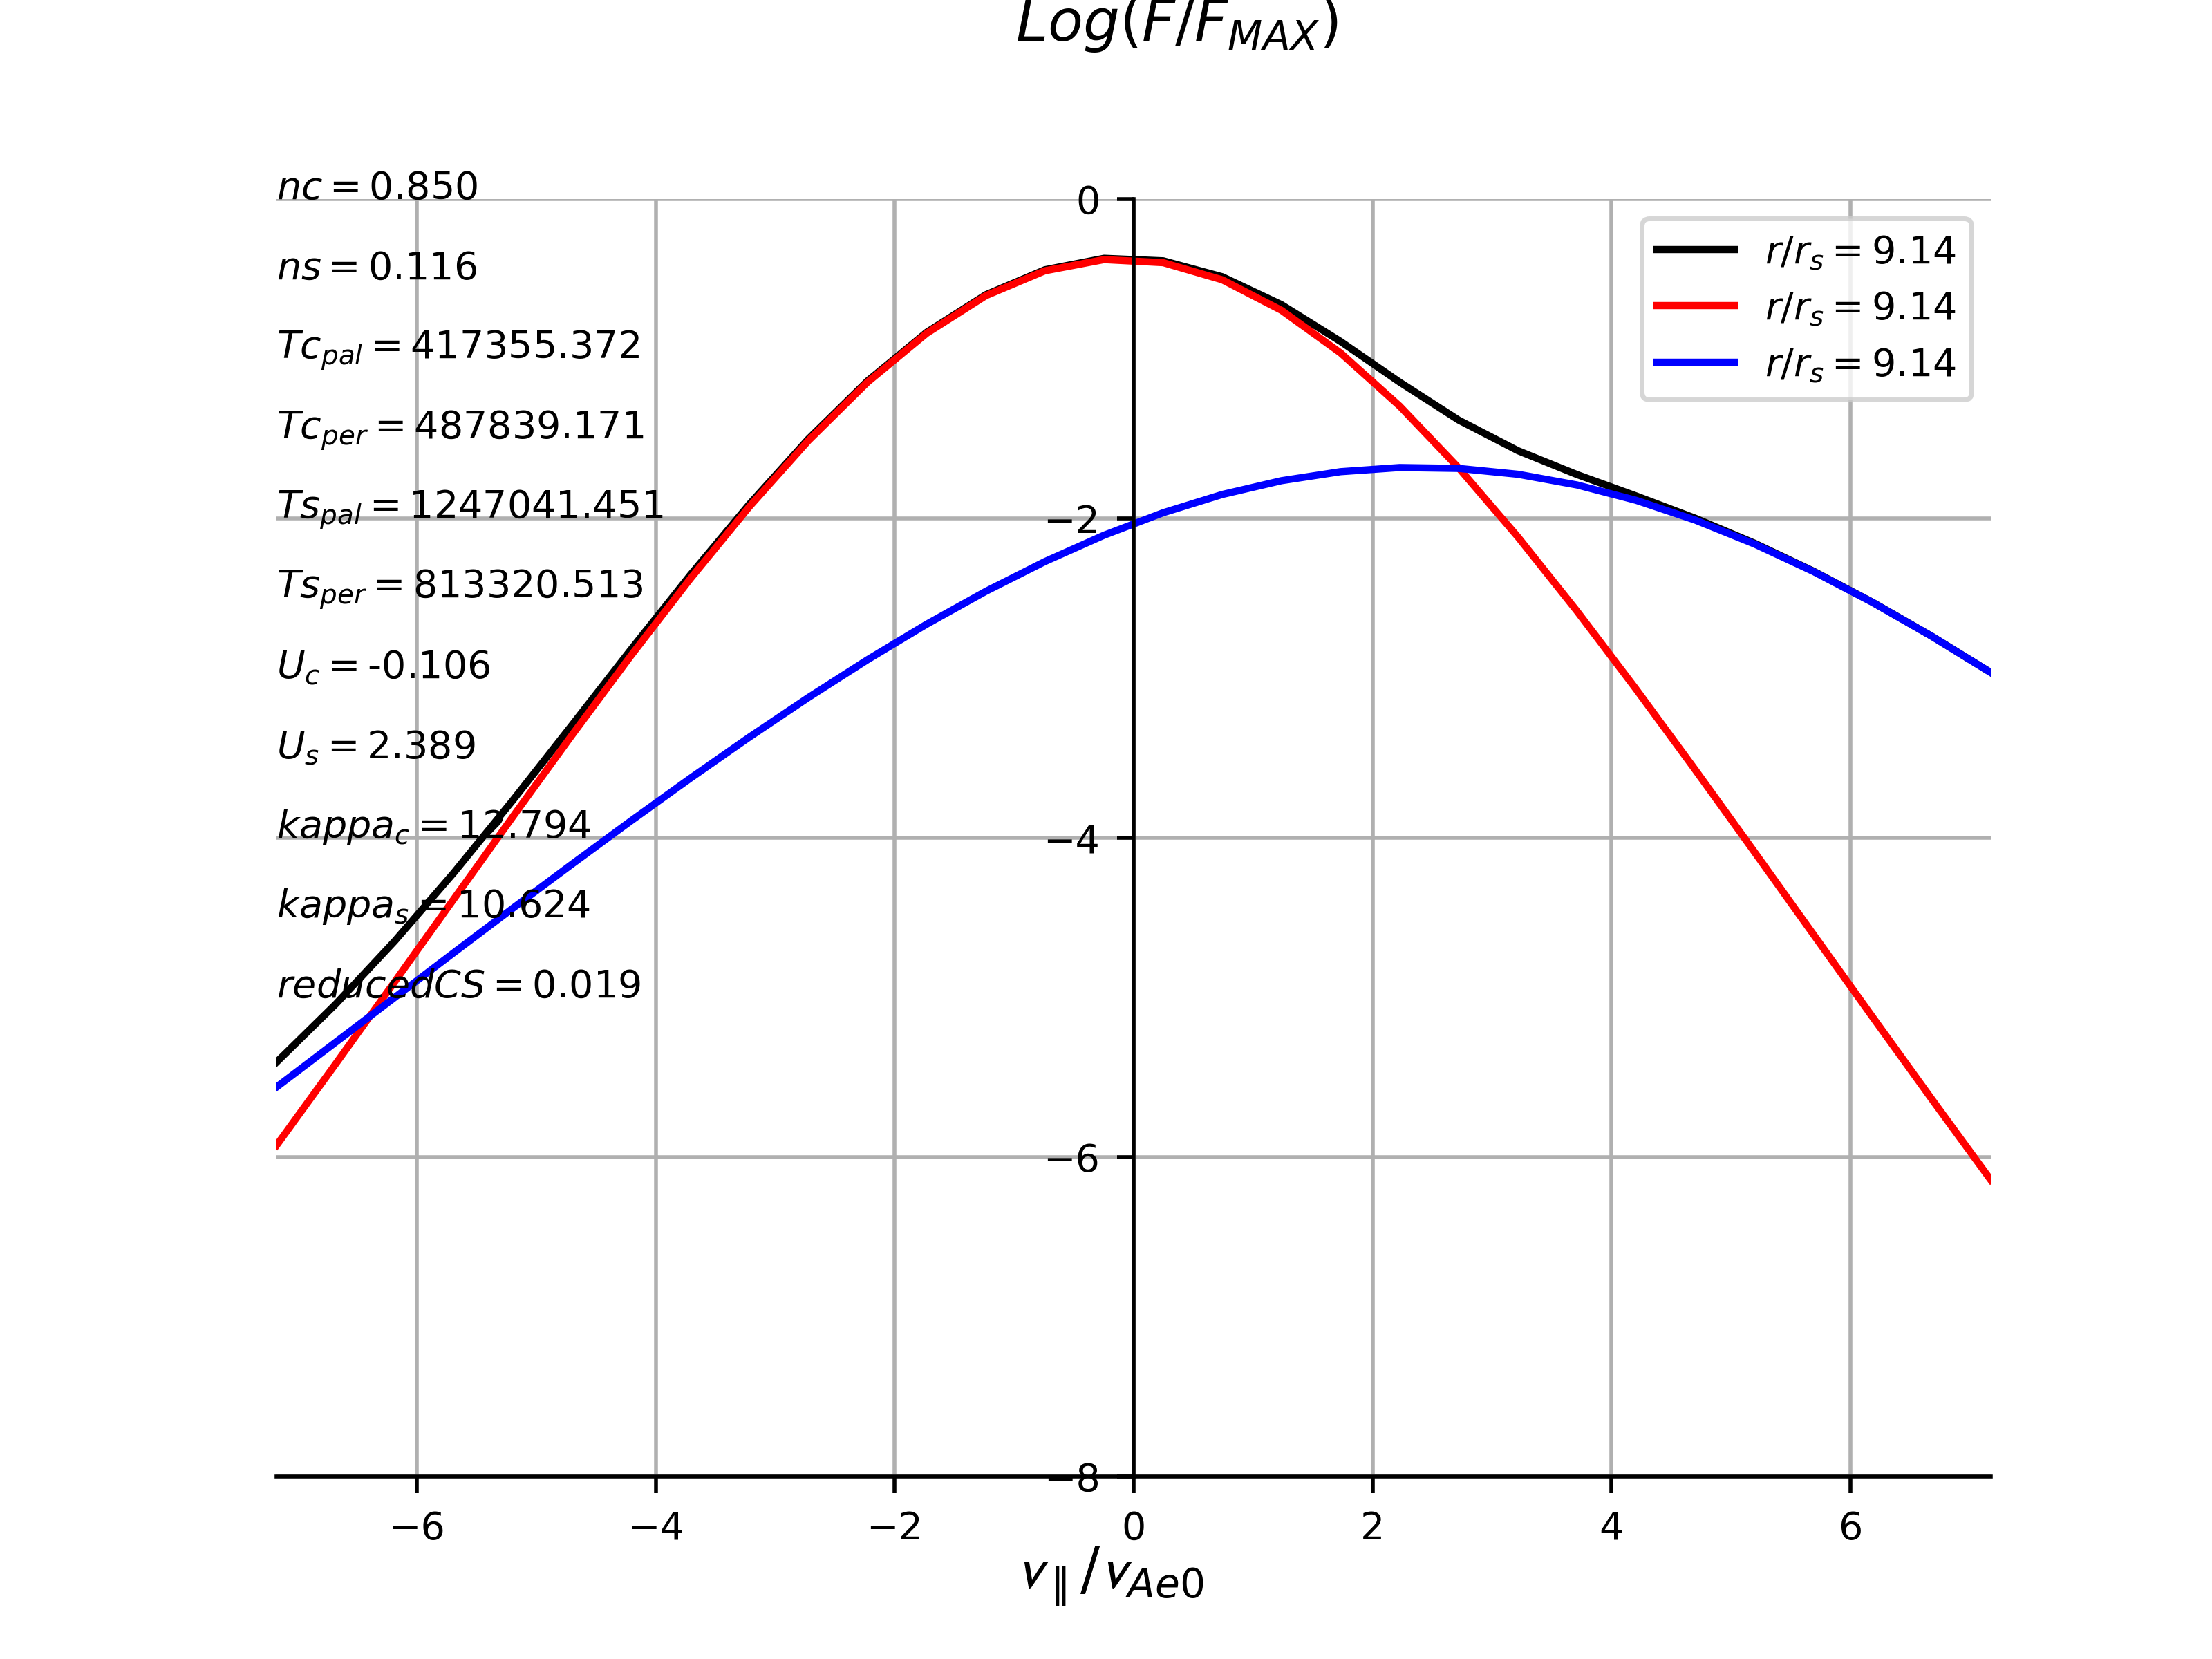 Log(F/F_MAX)
nc = 0.850
0
r/r_s = 9.14
ns = 0.116
r/r_s = 9.14
Tc_pal = 417355.372
r/r_s = 9.14
Tc_per = 487839.171
Ts_pal = 1247041.451
−2
Ts_per = 813320.513
U_c = -0.106
U_s = 2.389
kappa_c = 12.794
−4
kappa_s = 10.624
reducedCS = 0.019
−6
−8
−6 −4 −2 0 2 4 6
v_∥/v_Ae0